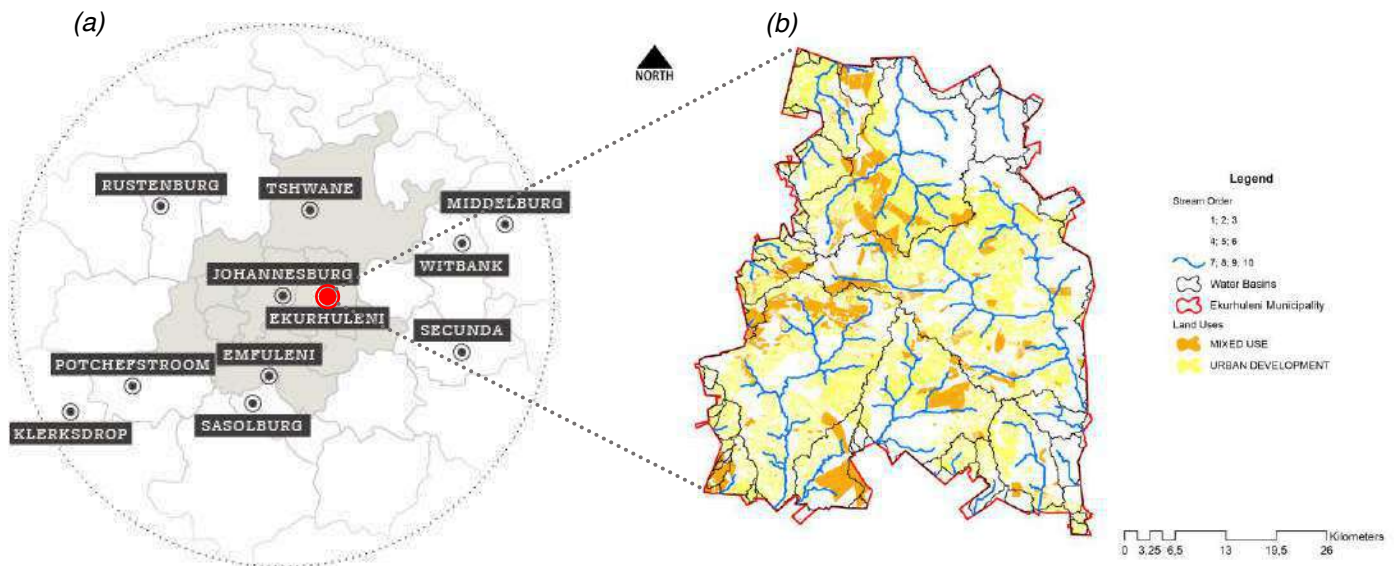 (a)
(b)
NORTH
RUSTENBURG
TSHWANE
MIDDELBURG
WITBANK
JOHANNESBURG
EKURHULENI
SECUNDA
EMFULENI
POTCHEFSTROOM
SASOLBURG
KLERKSDROP
Legend
Stream Order
1; 2; 3
4; 5; 6
7, 8, 9, 10
Water Basins
Ekurhuleni Municipality
Land Uses
MIXED USE
URBAN DEVELOPMENT
Kilometers
0 3,25 6,5 13 19,5 26